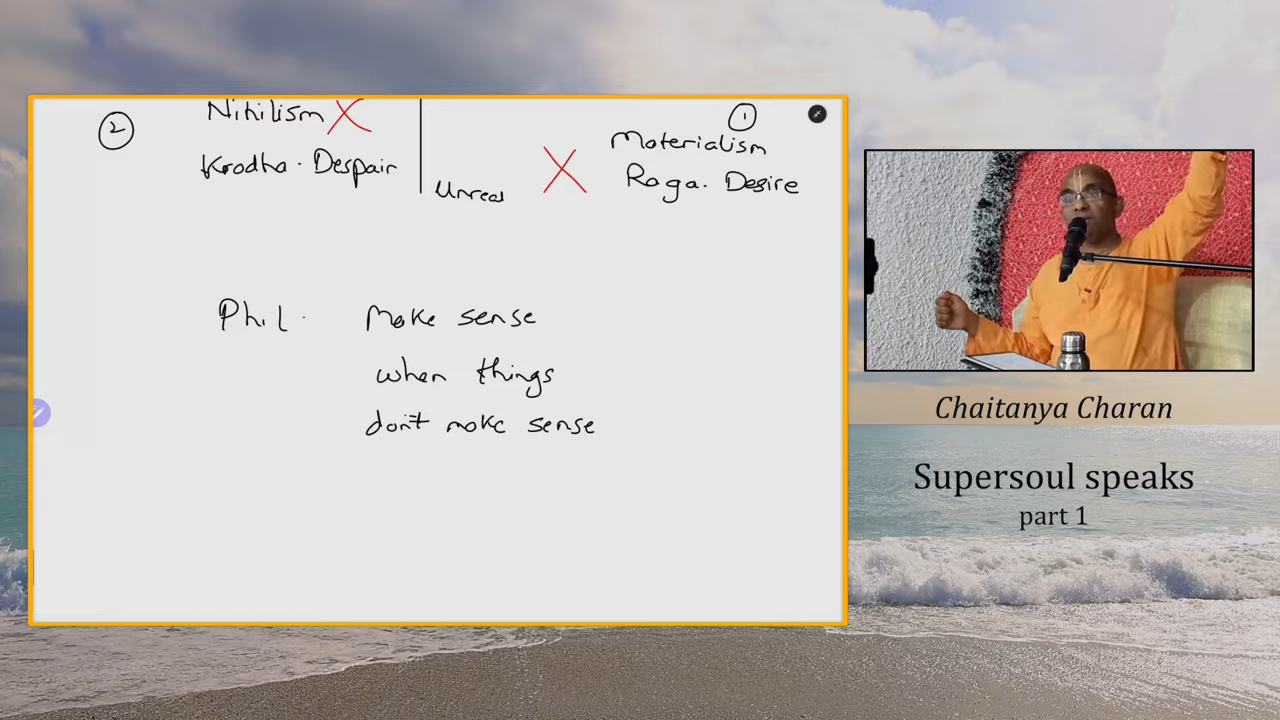 ②
Nihilism
Krodha · Despair
Unreal
①
Materialism
Raga · Desire
Phil.
Make sense
when things
don't make sense
Chaitanya Charan
Supersoul speaks
part 1